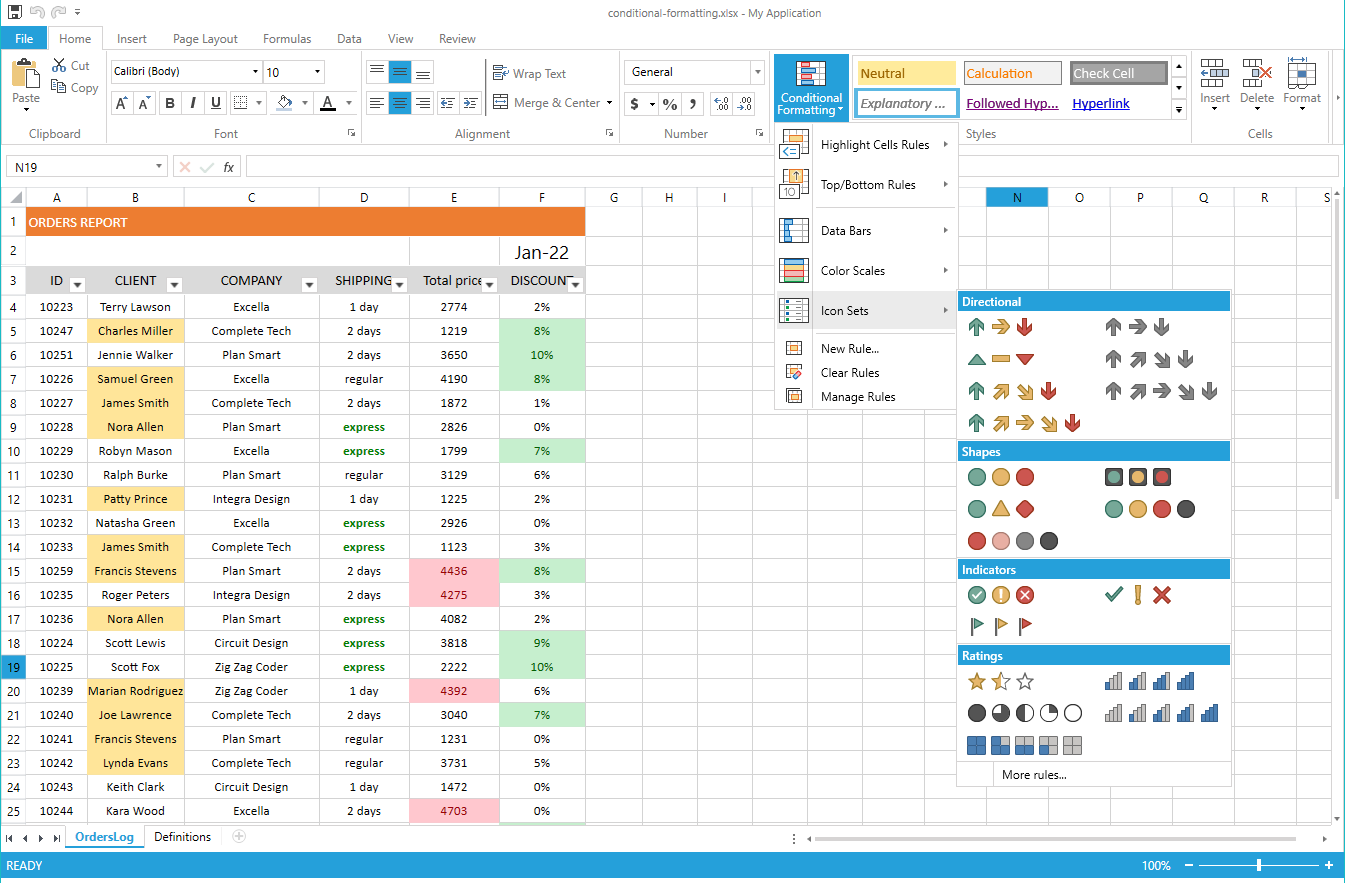 conditional-formatting.xlsx - My Application
File Home Insert Page Layout Formulas Data View Review
Paste Cut Copy
Calibri (Body) 10
A A B I U A
Wrap Text
Merge & Center
General
$ % ,
Conditional Formatting
Neutral Calculation Check Cell
Explanatory ... Followed Hyp... Hyperlink
Insert Delete Format
Clipboard Font Alignment Number Styles Cells
N19 fx
Highlight Cells Rules
Top/Bottom Rules
Data Bars
Color Scales
Icon Sets
New Rule...
Clear Rules
Manage Rules
Directional
Shapes
Indicators
Ratings
More rules...
A B C D E F G H I N O P Q R S
1 ORDERS REPORT
2 Jan-22
3 ID CLIENT COMPANY SHIPPING Total price DISCOUNT
4 10223 Terry Lawson Excella 1 day 2774 2%
5 10247 Charles Miller Complete Tech 2 days 1219 8%
6 10251 Jennie Walker Plan Smart 2 days 3650 10%
7 10226 Samuel Green Excella regular 4190 8%
8 10227 James Smith Complete Tech 2 days 1872 1%
9 10228 Nora Allen Plan Smart express 2826 0%
10 10229 Robyn Mason Excella express 1799 7%
11 10230 Ralph Burke Plan Smart regular 3129 6%
12 10231 Patty Prince Integra Design 1 day 1225 2%
13 10232 Natasha Green Excella express 2926 0%
14 10233 James Smith Complete Tech express 1123 3%
15 10259 Francis Stevens Plan Smart 2 days 4436 8%
16 10235 Roger Peters Integra Design 2 days 4275 3%
17 10236 Nora Allen Plan Smart express 4082 2%
18 10224 Scott Lewis Circuit Design express 3818 9%
19 10225 Scott Fox Zig Zag Coder express 2222 10%
20 10239 Marian Rodriguez Zig Zag Coder 1 day 4392 6%
21 10240 Joe Lawrence Complete Tech 2 days 3040 7%
22 10241 Francis Stevens Plan Smart regular 1231 0%
23 10242 Lynda Evans Complete Tech regular 3731 5%
24 10243 Keith Clark Circuit Design 1 day 1472 0%
25 10244 Kara Wood Excella 2 days 4703 0%
OrdersLog Definitions
READY 100%